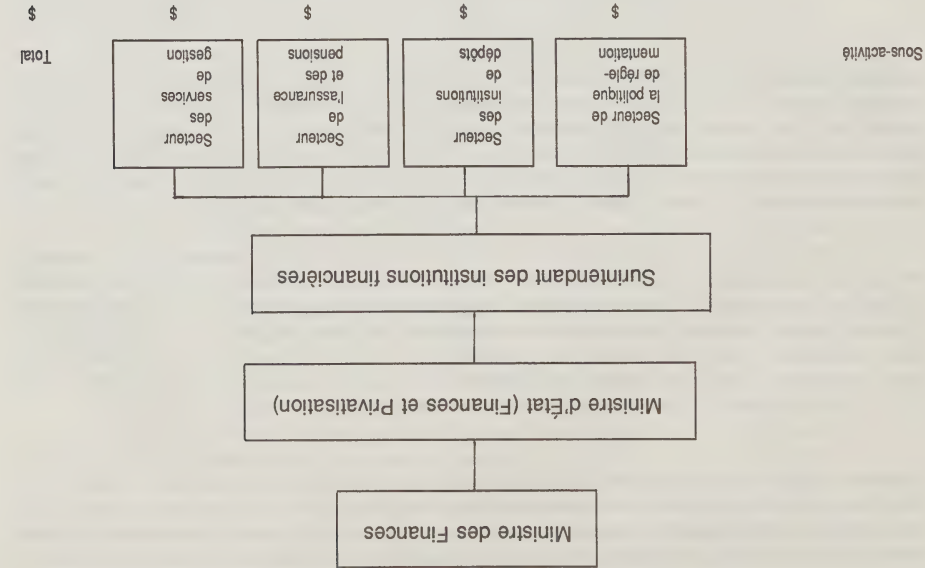 Ministre des Finances
Ministre d'État (Finances et Privatisation)
Surintendant des institutions financières
Secteur de
la politique
de régle-
mentation
Secteur
des
institutions
de
dépôts
Secteur
de
l'assurance
et des
pensions
Secteur
des
services
de
gestion
Sous-activité
Total
$
$
$
$
$